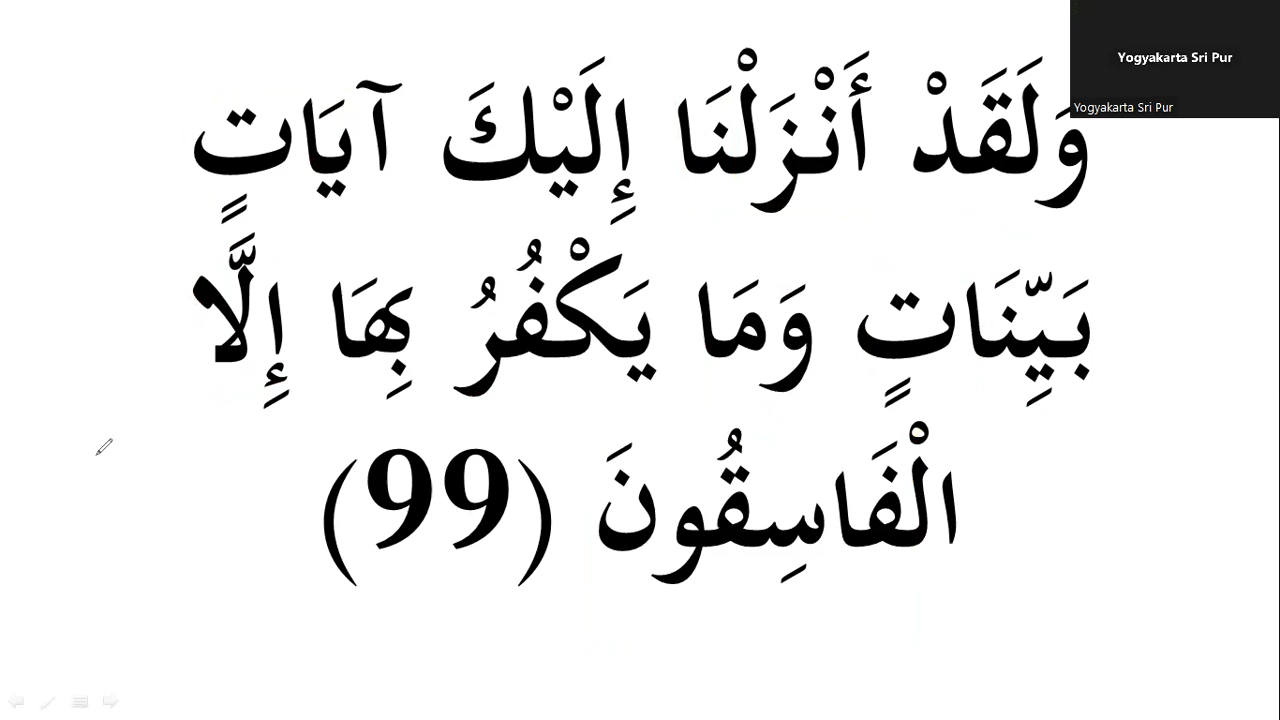 Yogyakarta Sri Pur
Yogyakarta Sri Pur
وَلَقَدْ أَنْزَلْنَا إِلَيْكَ آيَاتٍ
بَيِّنَاتٍ وَمَا يَكْفُرُ بِهَا إِلَّا
الْفَاسِقُونَ (99)